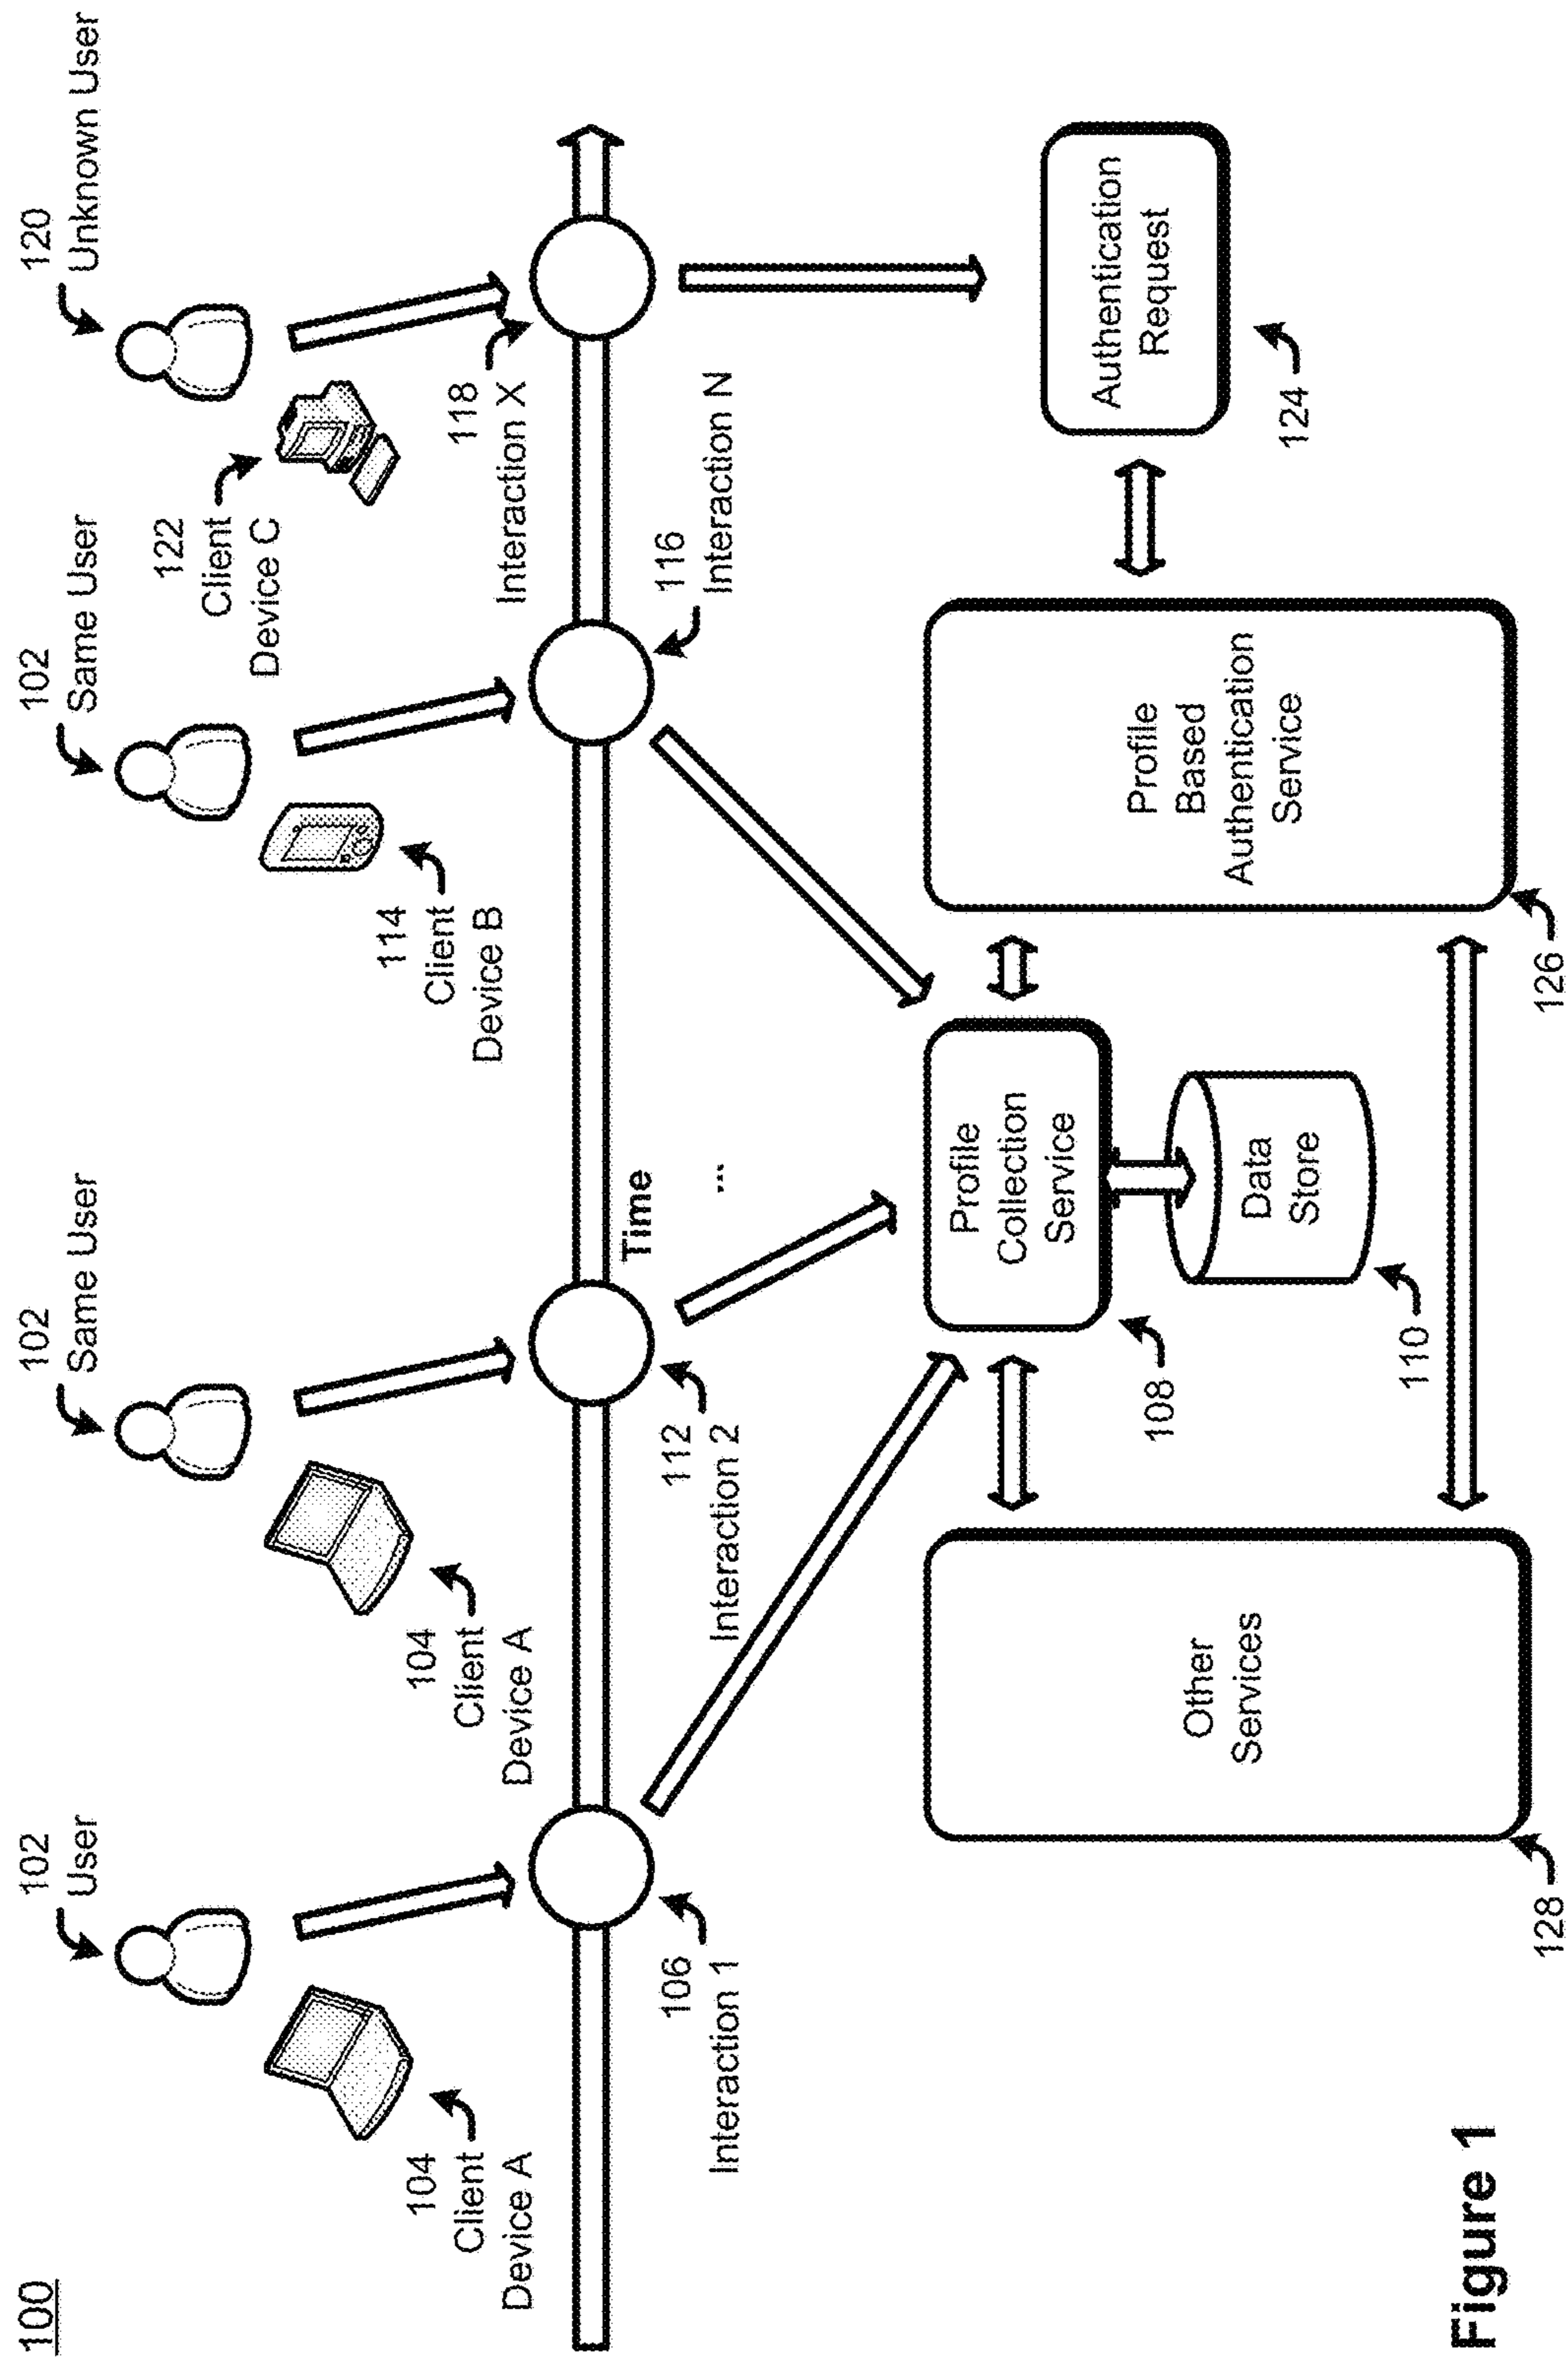 100
102
User
104
Client
Device A
106
Interaction 1
102
Same User
104
Client
Device A
112
Interaction 2
Time
...
102
Same User
114
Client
Device B
116
Interaction N
120
Unknown User
122
Client
Device C
118
Interaction X
Other
Services
128
Profile
Collection
Service
108
Data
Store
110
Profile
Based
Authentication
Service
126
Authentication
Request
124
Figure 1